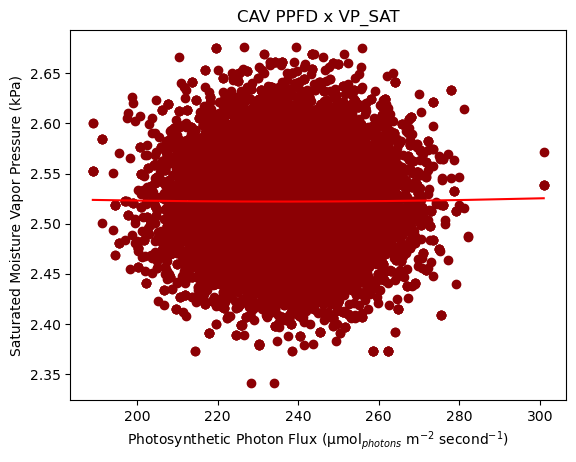 CAV PPFD x VP_SAT
Saturated Moisture Vapor Pressure (kPa)
2.65
2.60
2.55
2.50
2.45
2.40
2.35
200 220 240 260 280 300
Photosynthetic Photon Flux (μmol_photons m⁻² second⁻¹)